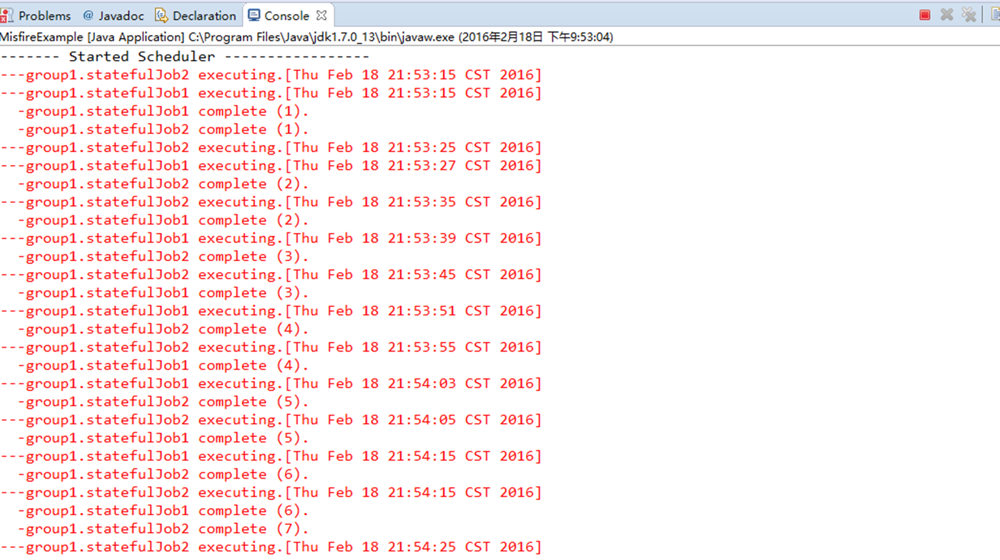 Problems @ Javadoc Declaration Console
MisfireExample [Java Application] C:\Program Files\Java\jdk1.7.0_13\bin\javaw.exe (2016年2月18日 下午9:53:04)
------- Started Scheduler -----------------
---group1.statefulJob2 executing.[Thu Feb 18 21:53:15 CST 2016]
---group1.statefulJob1 executing.[Thu Feb 18 21:53:15 CST 2016]
  -group1.statefulJob1 complete (1).
  -group1.statefulJob2 complete (1).
---group1.statefulJob2 executing.[Thu Feb 18 21:53:25 CST 2016]
---group1.statefulJob1 executing.[Thu Feb 18 21:53:27 CST 2016]
  -group1.statefulJob2 complete (2).
---group1.statefulJob2 executing.[Thu Feb 18 21:53:35 CST 2016]
  -group1.statefulJob1 complete (2).
---group1.statefulJob1 executing.[Thu Feb 18 21:53:39 CST 2016]
  -group1.statefulJob2 complete (3).
---group1.statefulJob2 executing.[Thu Feb 18 21:53:45 CST 2016]
  -group1.statefulJob1 complete (3).
---group1.statefulJob1 executing.[Thu Feb 18 21:53:51 CST 2016]
  -group1.statefulJob2 complete (4).
---group1.statefulJob2 executing.[Thu Feb 18 21:53:55 CST 2016]
  -group1.statefulJob1 complete (4).
---group1.statefulJob1 executing.[Thu Feb 18 21:54:03 CST 2016]
  -group1.statefulJob2 complete (5).
---group1.statefulJob2 executing.[Thu Feb 18 21:54:05 CST 2016]
  -group1.statefulJob1 complete (5).
---group1.statefulJob1 executing.[Thu Feb 18 21:54:15 CST 2016]
  -group1.statefulJob2 complete (6).
---group1.statefulJob2 executing.[Thu Feb 18 21:54:15 CST 2016]
  -group1.statefulJob1 complete (6).
  -group1.statefulJob2 complete (7).
---group1.statefulJob2 executing.[Thu Feb 18 21:54:25 CST 2016]